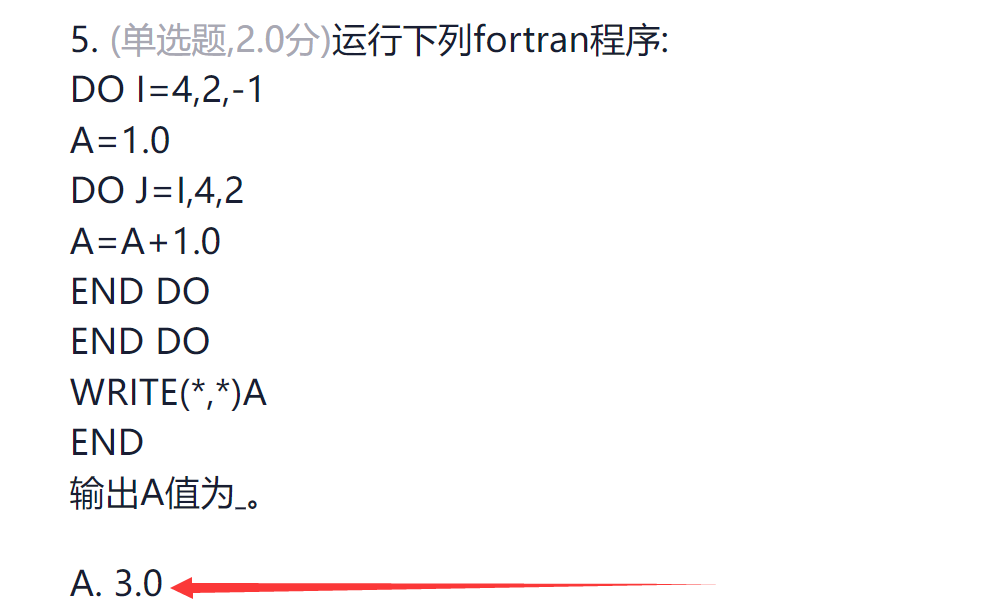 5. (单选题,2.0分)运行下列fortran程序:
DO I=4,2,-1
A=1.0
DO J=I,4,2
A=A+1.0
END DO
END DO
WRITE(*,*)A
END
输出A值为_。
A. 3.0